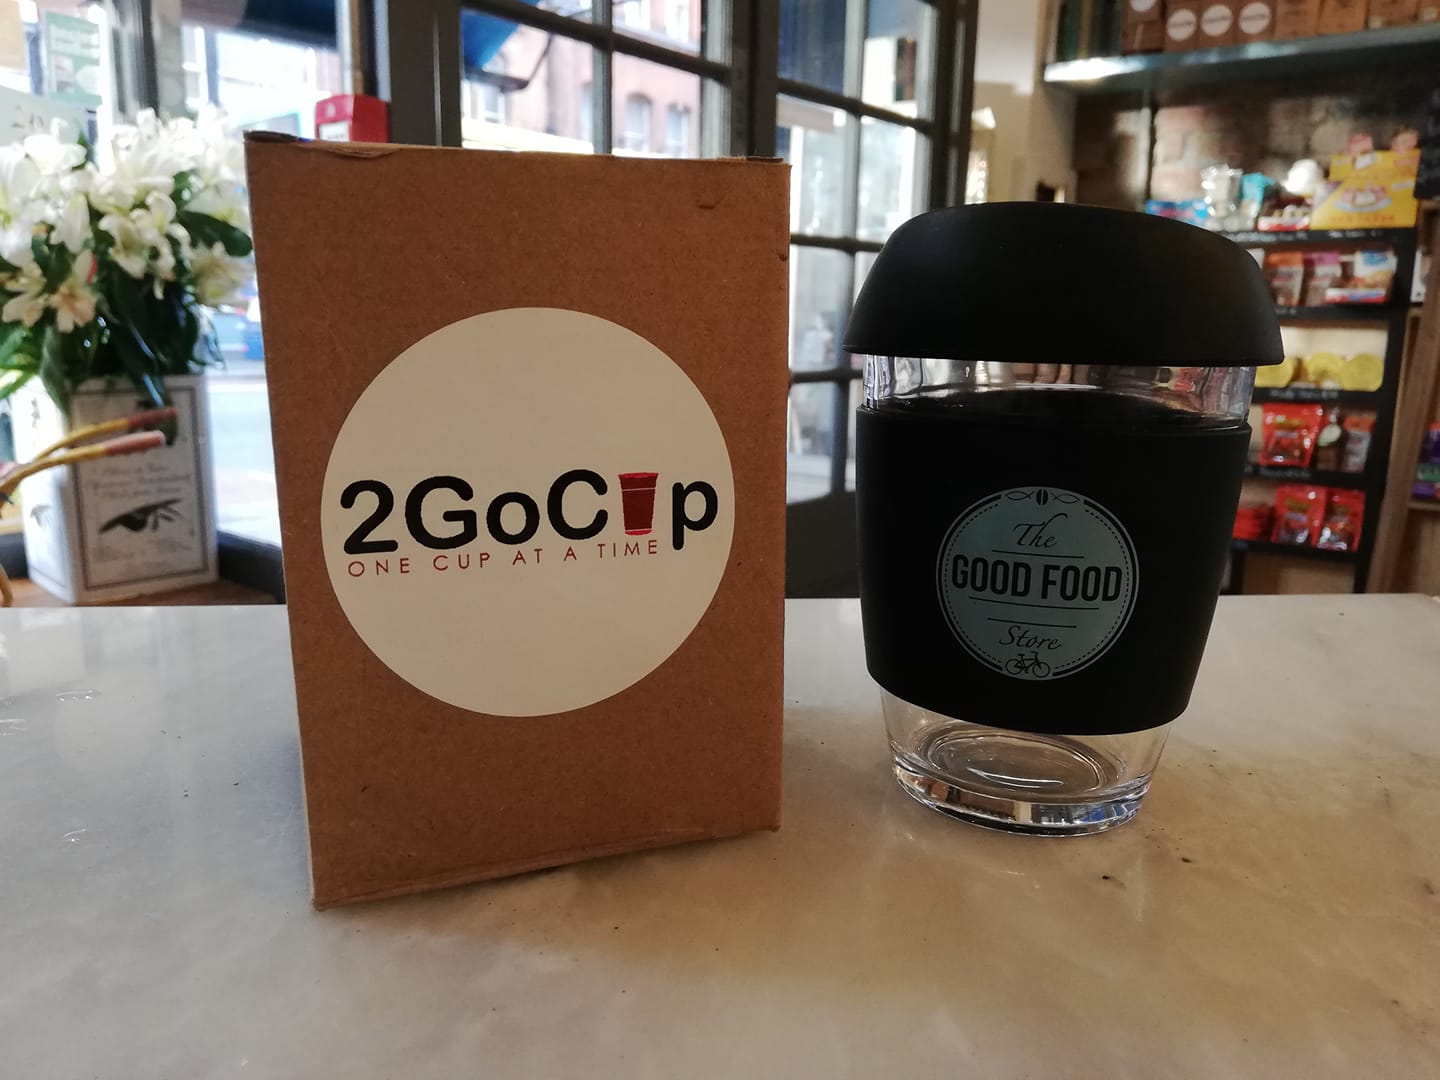 2GoCup
ONE CUP AT A TIME
The
GOOD FOOD
Store